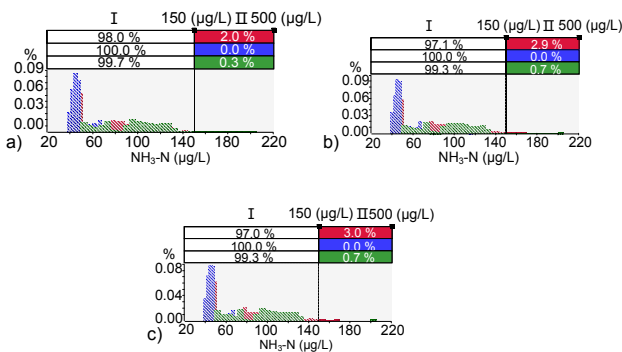 I 150 (µg/L) II 500 (µg/L)
98.0 % 2.0 %
100.0 % 0.0 %
99.7 % 0.3 %
%
0.09
0.06
0.03
0.00
20 60 100 140 180 220
NH₃-N (µg/L)
a)
I 150 (µg/L) II 500 (µg/L)
97.1 % 2.9 %
100.0 % 0.0 %
99.3 % 0.7 %
%
0.09
0.06
0.03
0.00
20 60 100 140 180 220
NH₃-N (µg/L)
b)
I 150 (µg/L) II 500 (µg/L)
97.0 % 3.0 %
100.0 % 0.0 %
99.3 % 0.7 %
%
0.08
0.04
0.00
20 60 100 140 180 220
NH₃-N (µg/L)
c)